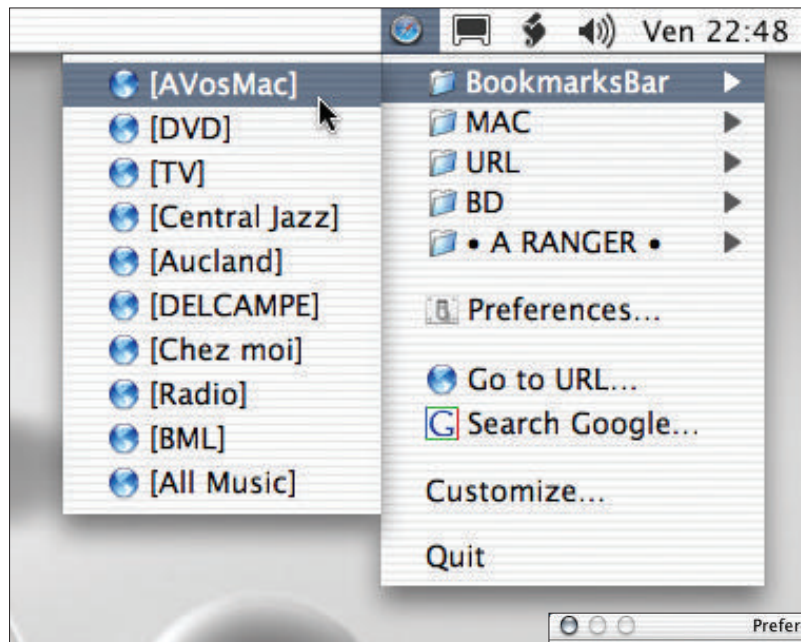 Ven 22:48
[AVosMac]
[DVD]
[TV]
[Central Jazz]
[Aucland]
[DELCAMPE]
[Chez moi]
[Radio]
[BML]
[All Music]
BookmarksBar
MAC
URL
BD
• A RANGER •
Preferences...
Go to URL...
G Search Google...
Customize...
Quit
Prefer